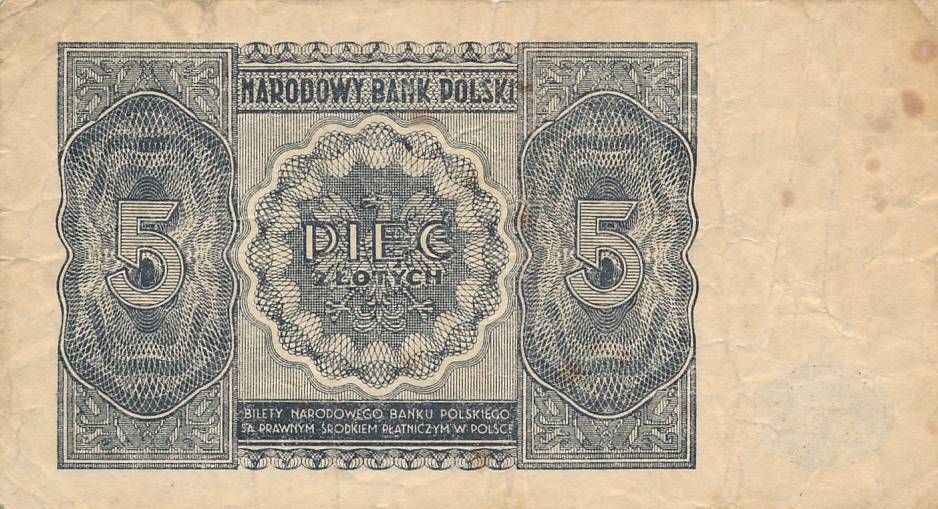 NARODOWY BANK POLSKI
5
PIĘĆ
ZŁOTYCH
5
BILETY NARODOWEGO BANKU POLSKIEGO
SĄ PRAWNYM ŚRODKIEM PŁATNICZYM W POLSCE